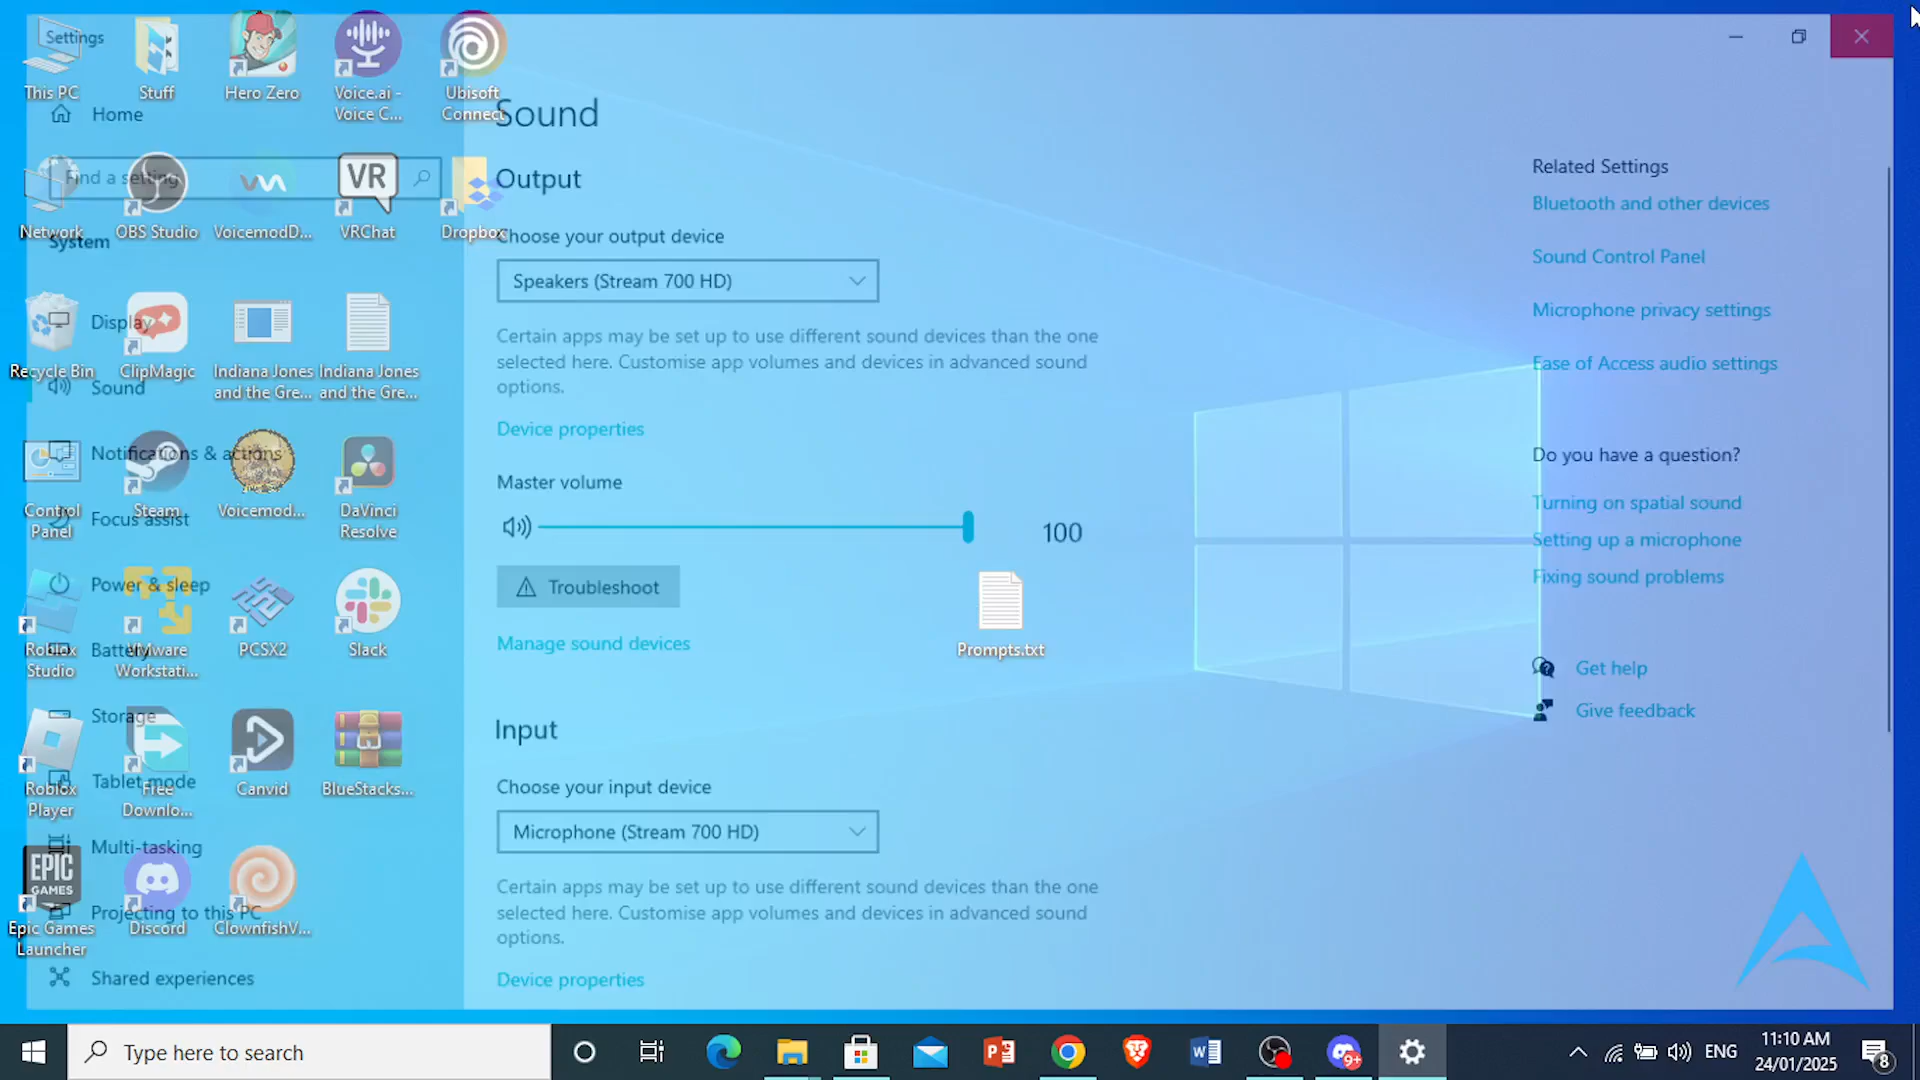 Settings
Home
Find a setting
System
Display
Sound
Notifications & actions
Focus assist
Power & sleep
Battery
Storage
Tablet mode
Multi-tasking
Projecting to this PC
Shared experiences
This PC
Stuff
Hero Zero
Voice.ai -
Voice C...
Ubisoft
Connect
Network
OBS Studio
VoicemodD...
VR
VRChat
Dropbox
Recycle Bin
ClipMagic
Indiana Jones
and the Gre...
Indiana Jones
and the Gre...
Control
Panel
Steam
Voicemod...
DaVinci
Resolve
Roblox
Studio
VMware
Workstati...
PCSX2
Slack
Roblox
Player
Free
Downlo...
Canvid
BlueStacks...
EPIC
GAMES
Epic Games
Launcher
Discord
ClownfishV...
Sound
Output
Choose your output device
Speakers (Stream 700 HD)
Certain apps may be set up to use different sound devices than the one
selected here. Customise app volumes and devices in advanced sound
options.
Device properties
Master volume
100
Troubleshoot
Manage sound devices
Prompts.txt
Input
Choose your input device
Microphone (Stream 700 HD)
Certain apps may be set up to use different sound devices than the one
selected here. Customise app volumes and devices in advanced sound
options.
Device properties
Related Settings
Bluetooth and other devices
Sound Control Panel
Microphone privacy settings
Ease of Access audio settings
Do you have a question?
Turning on spatial sound
Setting up a microphone
Fixing sound problems
Get help
Give feedback
Type here to search
9+
ENG
11:10 AM
24/01/2025
8